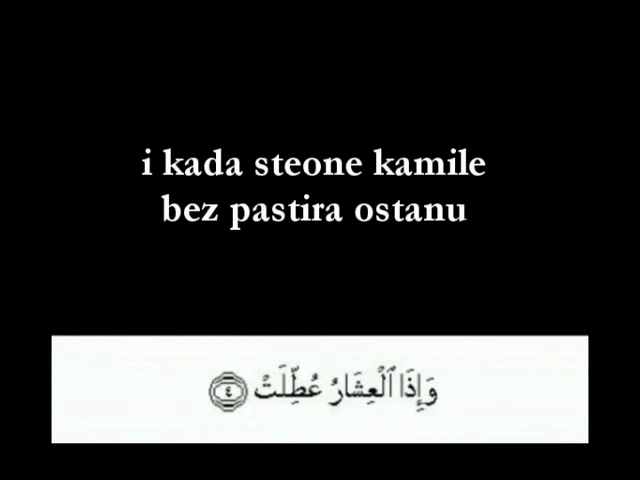 i kada steone kamile
bez pastira ostanu
وَإِذَا ٱلْعِشَارُ عُطِّلَتْ ٤